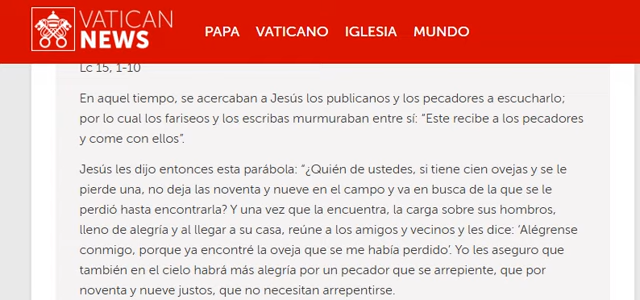 VATICAN
NEWS
PAPA VATICANO IGLESIA MUNDO
Lc 15, 1-10
En aquel tiempo, se acercaban a Jesús los publicanos y los pecadores a escucharlo;
por lo cual los fariseos y los escribas murmuraban entre sí: “Este recibe a los pecadores
y come con ellos”.
Jesús les dijo entonces esta parábola: “¿Quién de ustedes, si tiene cien ovejas y se le
pierde una, no deja las noventa y nueve en el campo y va en busca de la que se le
perdió hasta encontrarla? Y una vez que la encuentra, la carga sobre sus hombros,
lleno de alegría y al llegar a su casa, reúne a los amigos y vecinos y les dice: ‘Alégrense
conmigo, porque ya encontré la oveja que se me había perdido’. Yo les aseguro que
también en el cielo habrá más alegría por un pecador que se arrepiente, que por
noventa y nueve justos, que no necesitan arrepentirse.